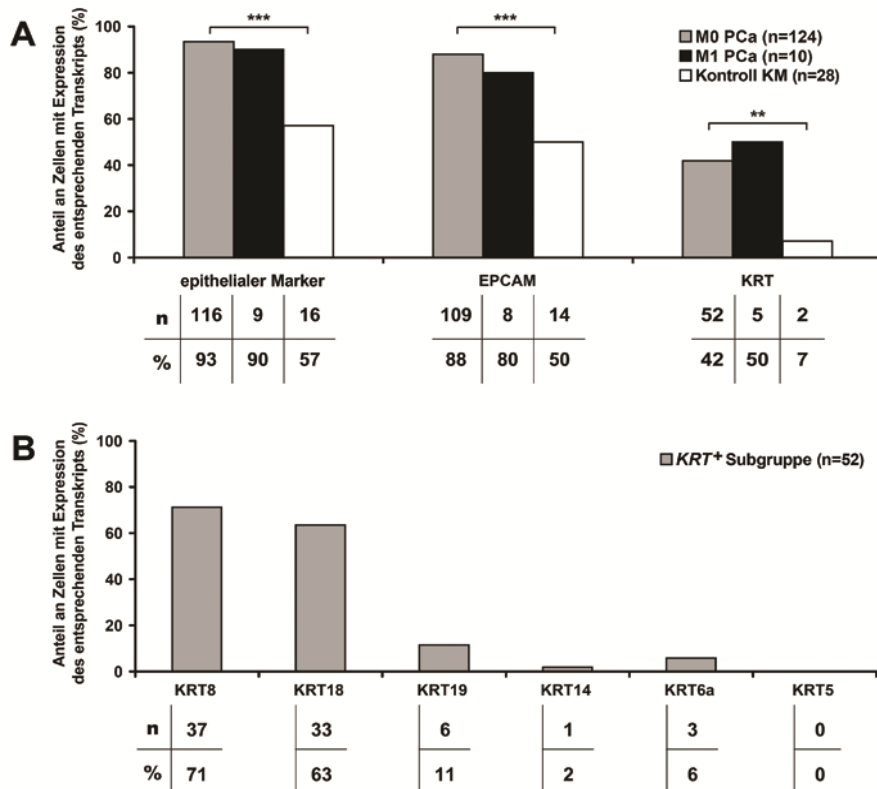 A
Anteil an Zellen mit Expression
des entsprechenden Transkripts (%)
100
80
60
40
20
0
***
***
**
M0 PCa (n=124)
M1 PCa (n=10)
Kontroll KM (n=28)
epithelialer Marker EPCAM KRT
n 116 9 16 109 8 14 52 5 2
% 93 90 57 88 80 50 42 50 7
B
Anteil an Zellen mit Expression
des entsprechenden Transkripts (%)
100
80
60
40
20
0
KRT+ Subgruppe (n=52)
KRT8 KRT18 KRT19 KRT14 KRT6a KRT5
n 37 33 6 1 3 0
% 71 63 11 2 6 0